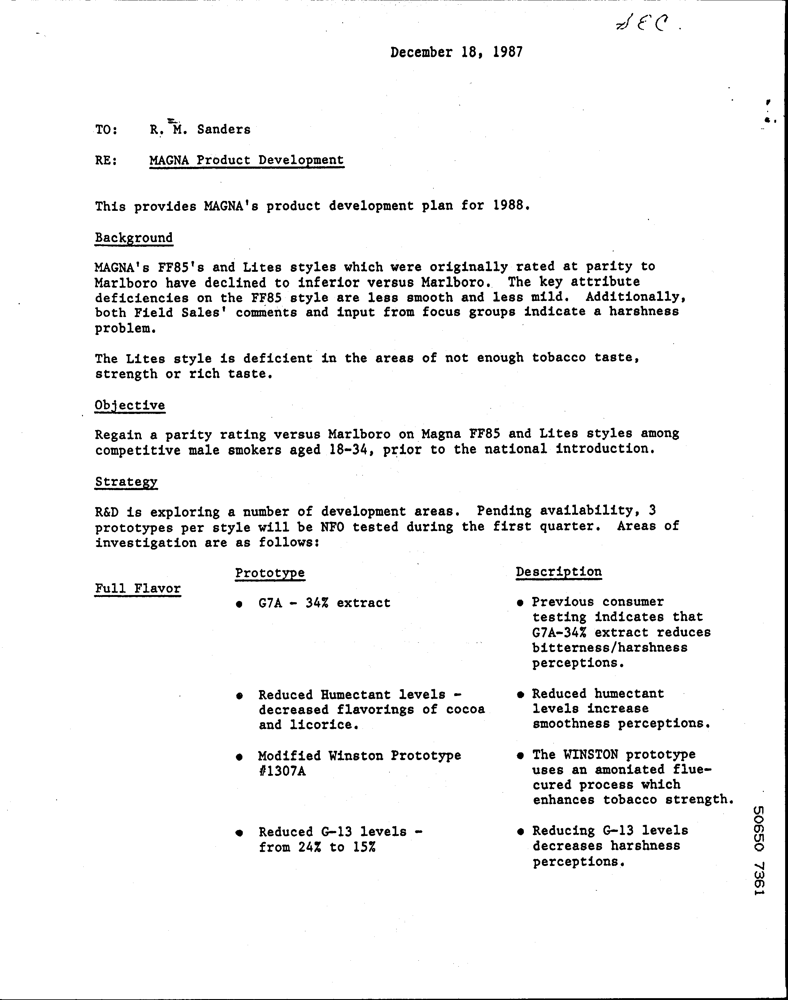 SEC.
December 18, 1987
TO: R. M. Sanders
RE: MAGNA Product Development
This provides MAGNA's product development plan for 1988.
Background
MAGNA's FF85's and Lites styles which were originally rated at parity to
Marlboro have declined to inferior versus Marlboro. The key attribute
deficiencies on the FF85 style are less smooth and less mild. Additionally,
both Field Sales' comments and input from focus groups indicate a harshness
problem.
The Lites style is deficient in the areas of not enough tobacco taste,
strength or rich taste.
Objective
Regain a parity rating versus Marlboro on Magna FF85 and Lites styles among
competitive male smokers aged 18-34, prior to the national introduction.
Strategy
R&D is exploring a number of development areas. Pending availability, 3
prototypes per style will be NFO tested during the first quarter. Areas of
investigation are as follows:
Prototype Description
Full Flavor
• G7A - 34% extract
• Previous consumer
testing indicates that
G7A-34% extract reduces
bitterness/harshness
perceptions.
• Reduced Humectant levels -
decreased flavorings of cocoa
and licorice.
• Reduced humectant
levels increase
smoothness perceptions.
• Modified Winston Prototype
#1307A
• The WINSTON prototype
uses an amoniated flue-
cured process which
enhances tobacco strength.
• Reduced G-13 levels -
from 24% to 15%
• Reducing G-13 levels
decreases harshness
perceptions.
50650 7361